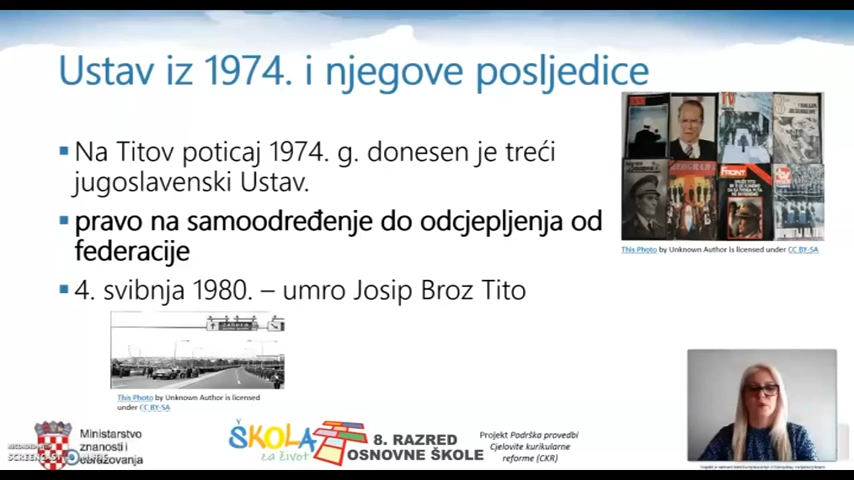 Ustav iz 1974. i njegove posljedice
Na Titov poticaj 1974. g. donesen je treći
jugoslavenski Ustav.
pravo na samoodređenje do odcjepljenja od
federacije
4. svibnja 1980. – umro Josip Broz Tito
This Photo by Unknown Author is licensed under CC BY-SA
This Photo by Unknown Author is licensed
under CC BY-SA
Ministarstvo
znanosti i
obrazovanja
ŠKOLA
za život
8. RAZRED
OSNOVNE ŠKOLE
Projekt Podrška provedbi
Cjelovite kurikularne
reforme (CKR)
FRONT